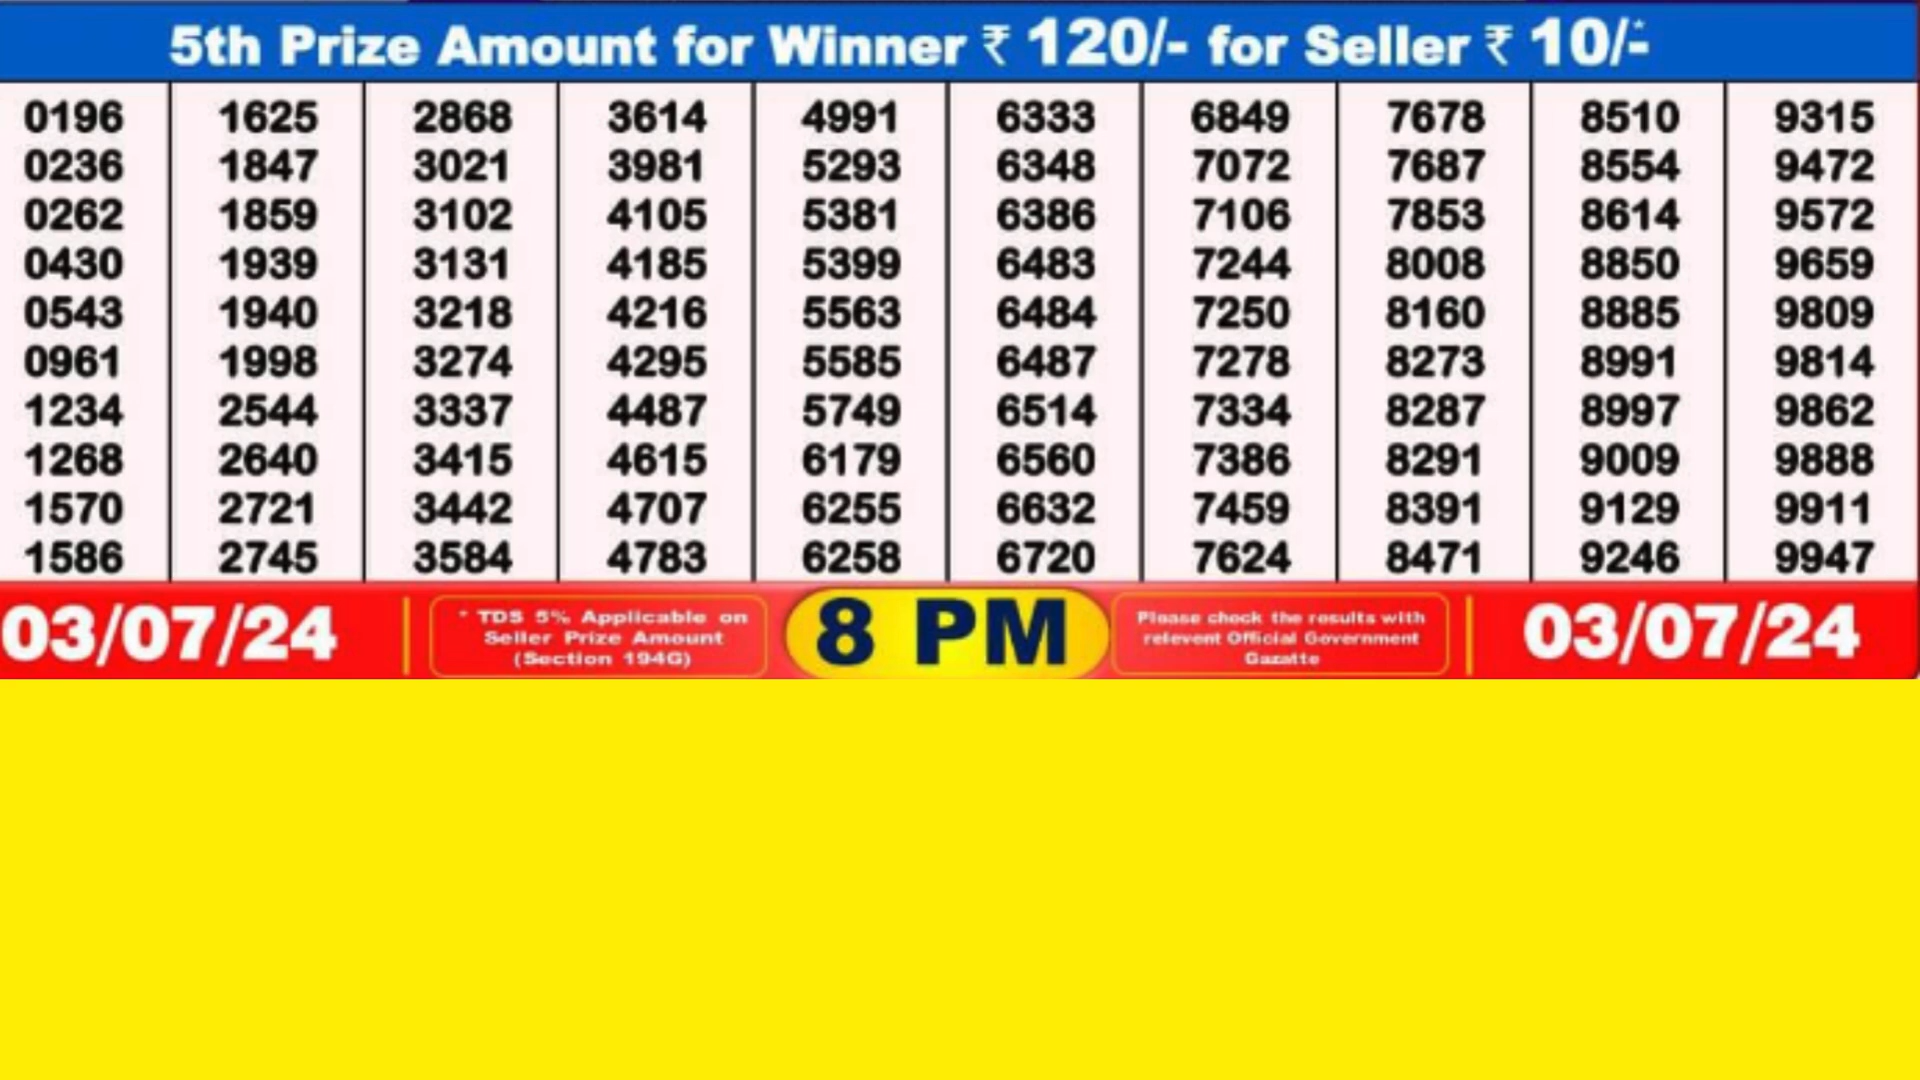 5th Prize Amount for Winner ₹ 120/- for Seller ₹ 10/-*
0196 1625 2868 3614 4991 6333 6849 7678 8510 9315
0236 1847 3021 3981 5293 6348 7072 7687 8554 9472
0262 1859 3102 4105 5381 6386 7106 7853 8614 9572
0430 1939 3131 4185 5399 6483 7244 8008 8850 9659
0543 1940 3218 4216 5563 6484 7250 8160 8885 9809
0961 1998 3274 4295 5585 6487 7278 8273 8991 9814
1234 2544 3337 4487 5749 6514 7334 8287 8997 9862
1268 2640 3415 4615 6179 6560 7386 8291 9009 9888
1570 2721 3442 4707 6255 6632 7459 8391 9129 9911
1586 2745 3584 4783 6258 6720 7624 8471 9246 9947
03/07/24
* TDS 5% Applicable on
Seller Prize Amount
(Section 194G)
8 PM
Please check the results with
relevent Official Government
Gazatte
03/07/24